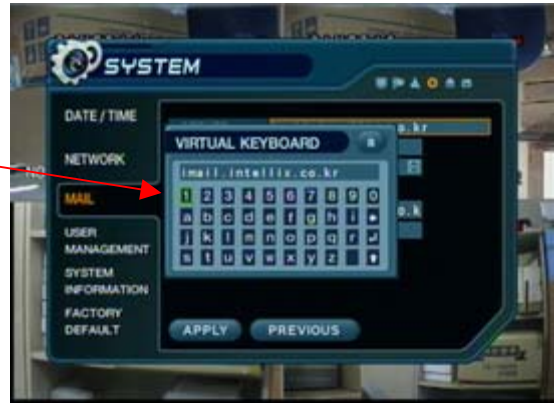 SYSTEM
DATE / TIME
NETWORK
MAIL
USER
MANAGEMENT
SYSTEM
INFORMATION
FACTORY
DEFAULT
o.kr
o.k
VIRTUAL KEYBOARD
imail.intellix.co.kr
1 2 3 4 5 6 7 8 9 0
a b c d e f g h i
j k l m n o p q r
s t u v w x y z
APPLY PREVIOUS